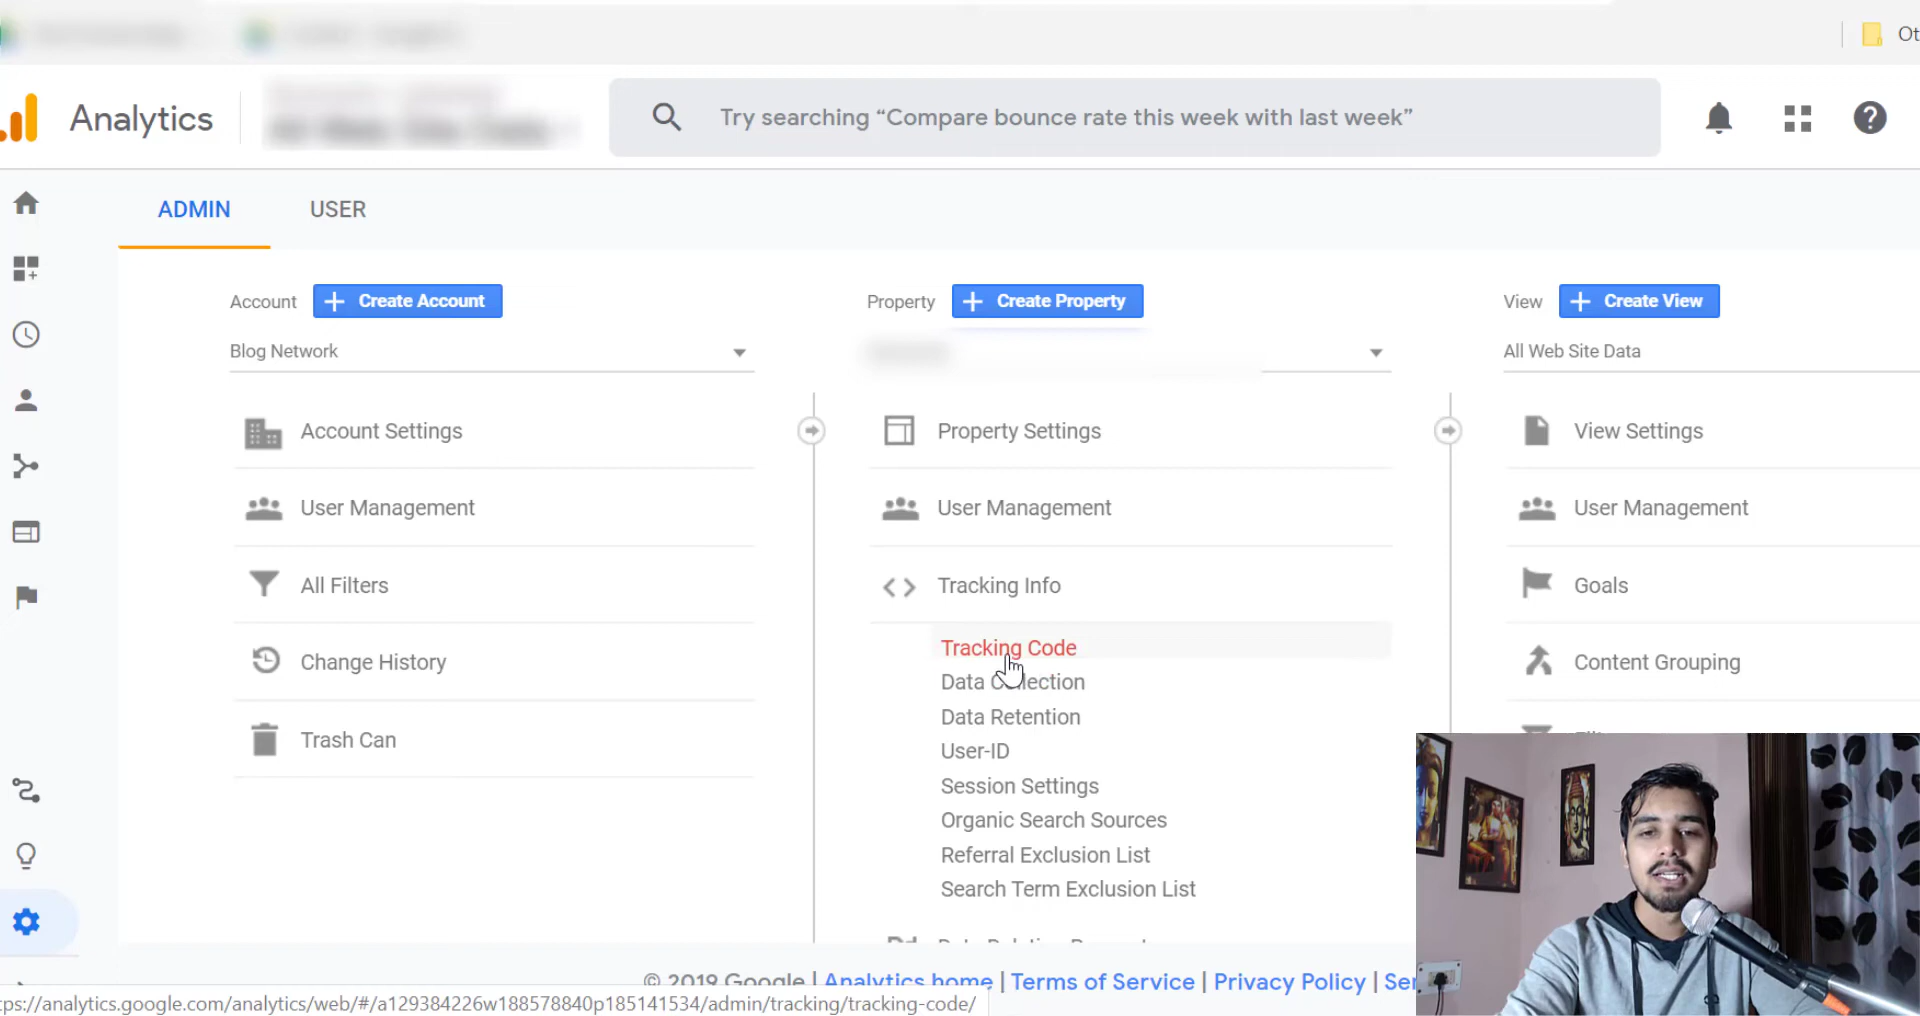 Ot
Analytics
Try searching “Compare bounce rate this week with last week”
ADMIN
USER
Account
Create Account
Property
Create Property
View
Create View
Blog Network
All Web Site Data
Account Settings
Property Settings
View Settings
User Management
User Management
User Management
All Filters
Tracking Info
Goals
Tracking Code
Change History
Content Grouping
Data Collection
Data Retention
Trash Can
User-ID
Session Settings
Organic Search Sources
Referral Exclusion List
Search Term Exclusion List
© 2019 Google | Analytics home | Terms of Service | Privacy Policy | Se
ps://analytics.google.com/analytics/web/#/a129384226w188578840p185141534/admin/tracking/tracking-code/